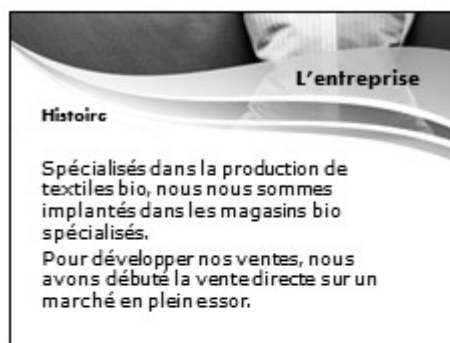 L'entreprise
Histoire
Spécialisés dans la production de
textiles bio, nous nous sommes
implantés dans les magasins bio
spécialisés.
Pour développer nos ventes, nous
avons débuté la vente directe sur un
marché en plein essor.